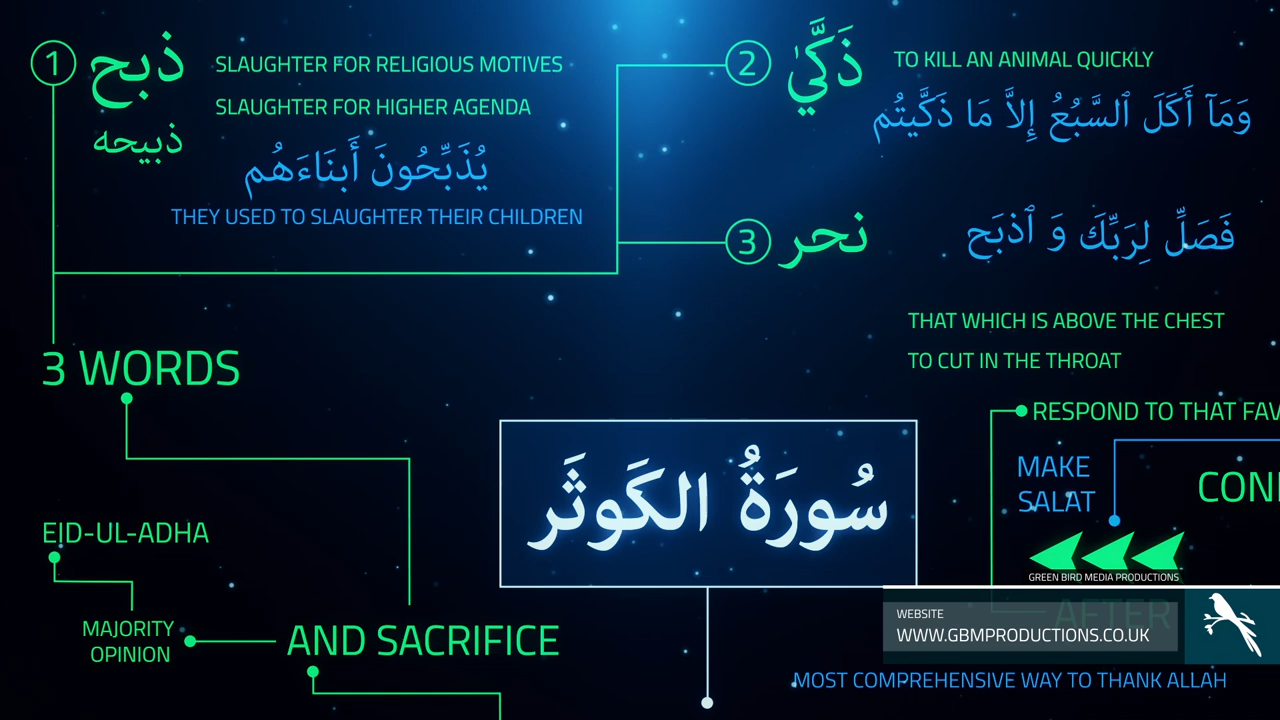 1 ذبح
SLAUGHTER FOR RELIGIOUS MOTIVES
SLAUGHTER FOR HIGHER AGENDA
ذبيحه
يُذَبِّحُونَ أَبنَاءَهُم
THEY USED TO SLAUGHTER THEIR CHILDREN
2 ذَكَّيٰ
TO KILL AN ANIMAL QUICKLY
وَمَآ أَكَلَ ٱلسَّبُعُ إِلاَّ مَا ذَكَّيتُم
3 نحر
فَصَلِّ لِرَبِّكَ وَ ٱذبَح
THAT WHICH IS ABOVE THE CHEST
TO CUT IN THE THROAT
3 WORDS
RESPOND TO THAT FAV
MAKE
SALAT
CON
سُورَةُ الكَوثَر
EID-UL-ADHA
MAJORITY
OPINION
AND SACRIFICE
GREEN BIRD MEDIA PRODUCTIONS
AFTER
WEBSITE
WWW.GBMPRODUCTIONS.CO.UK
MOST COMPREHENSIVE WAY TO THANK ALLAH